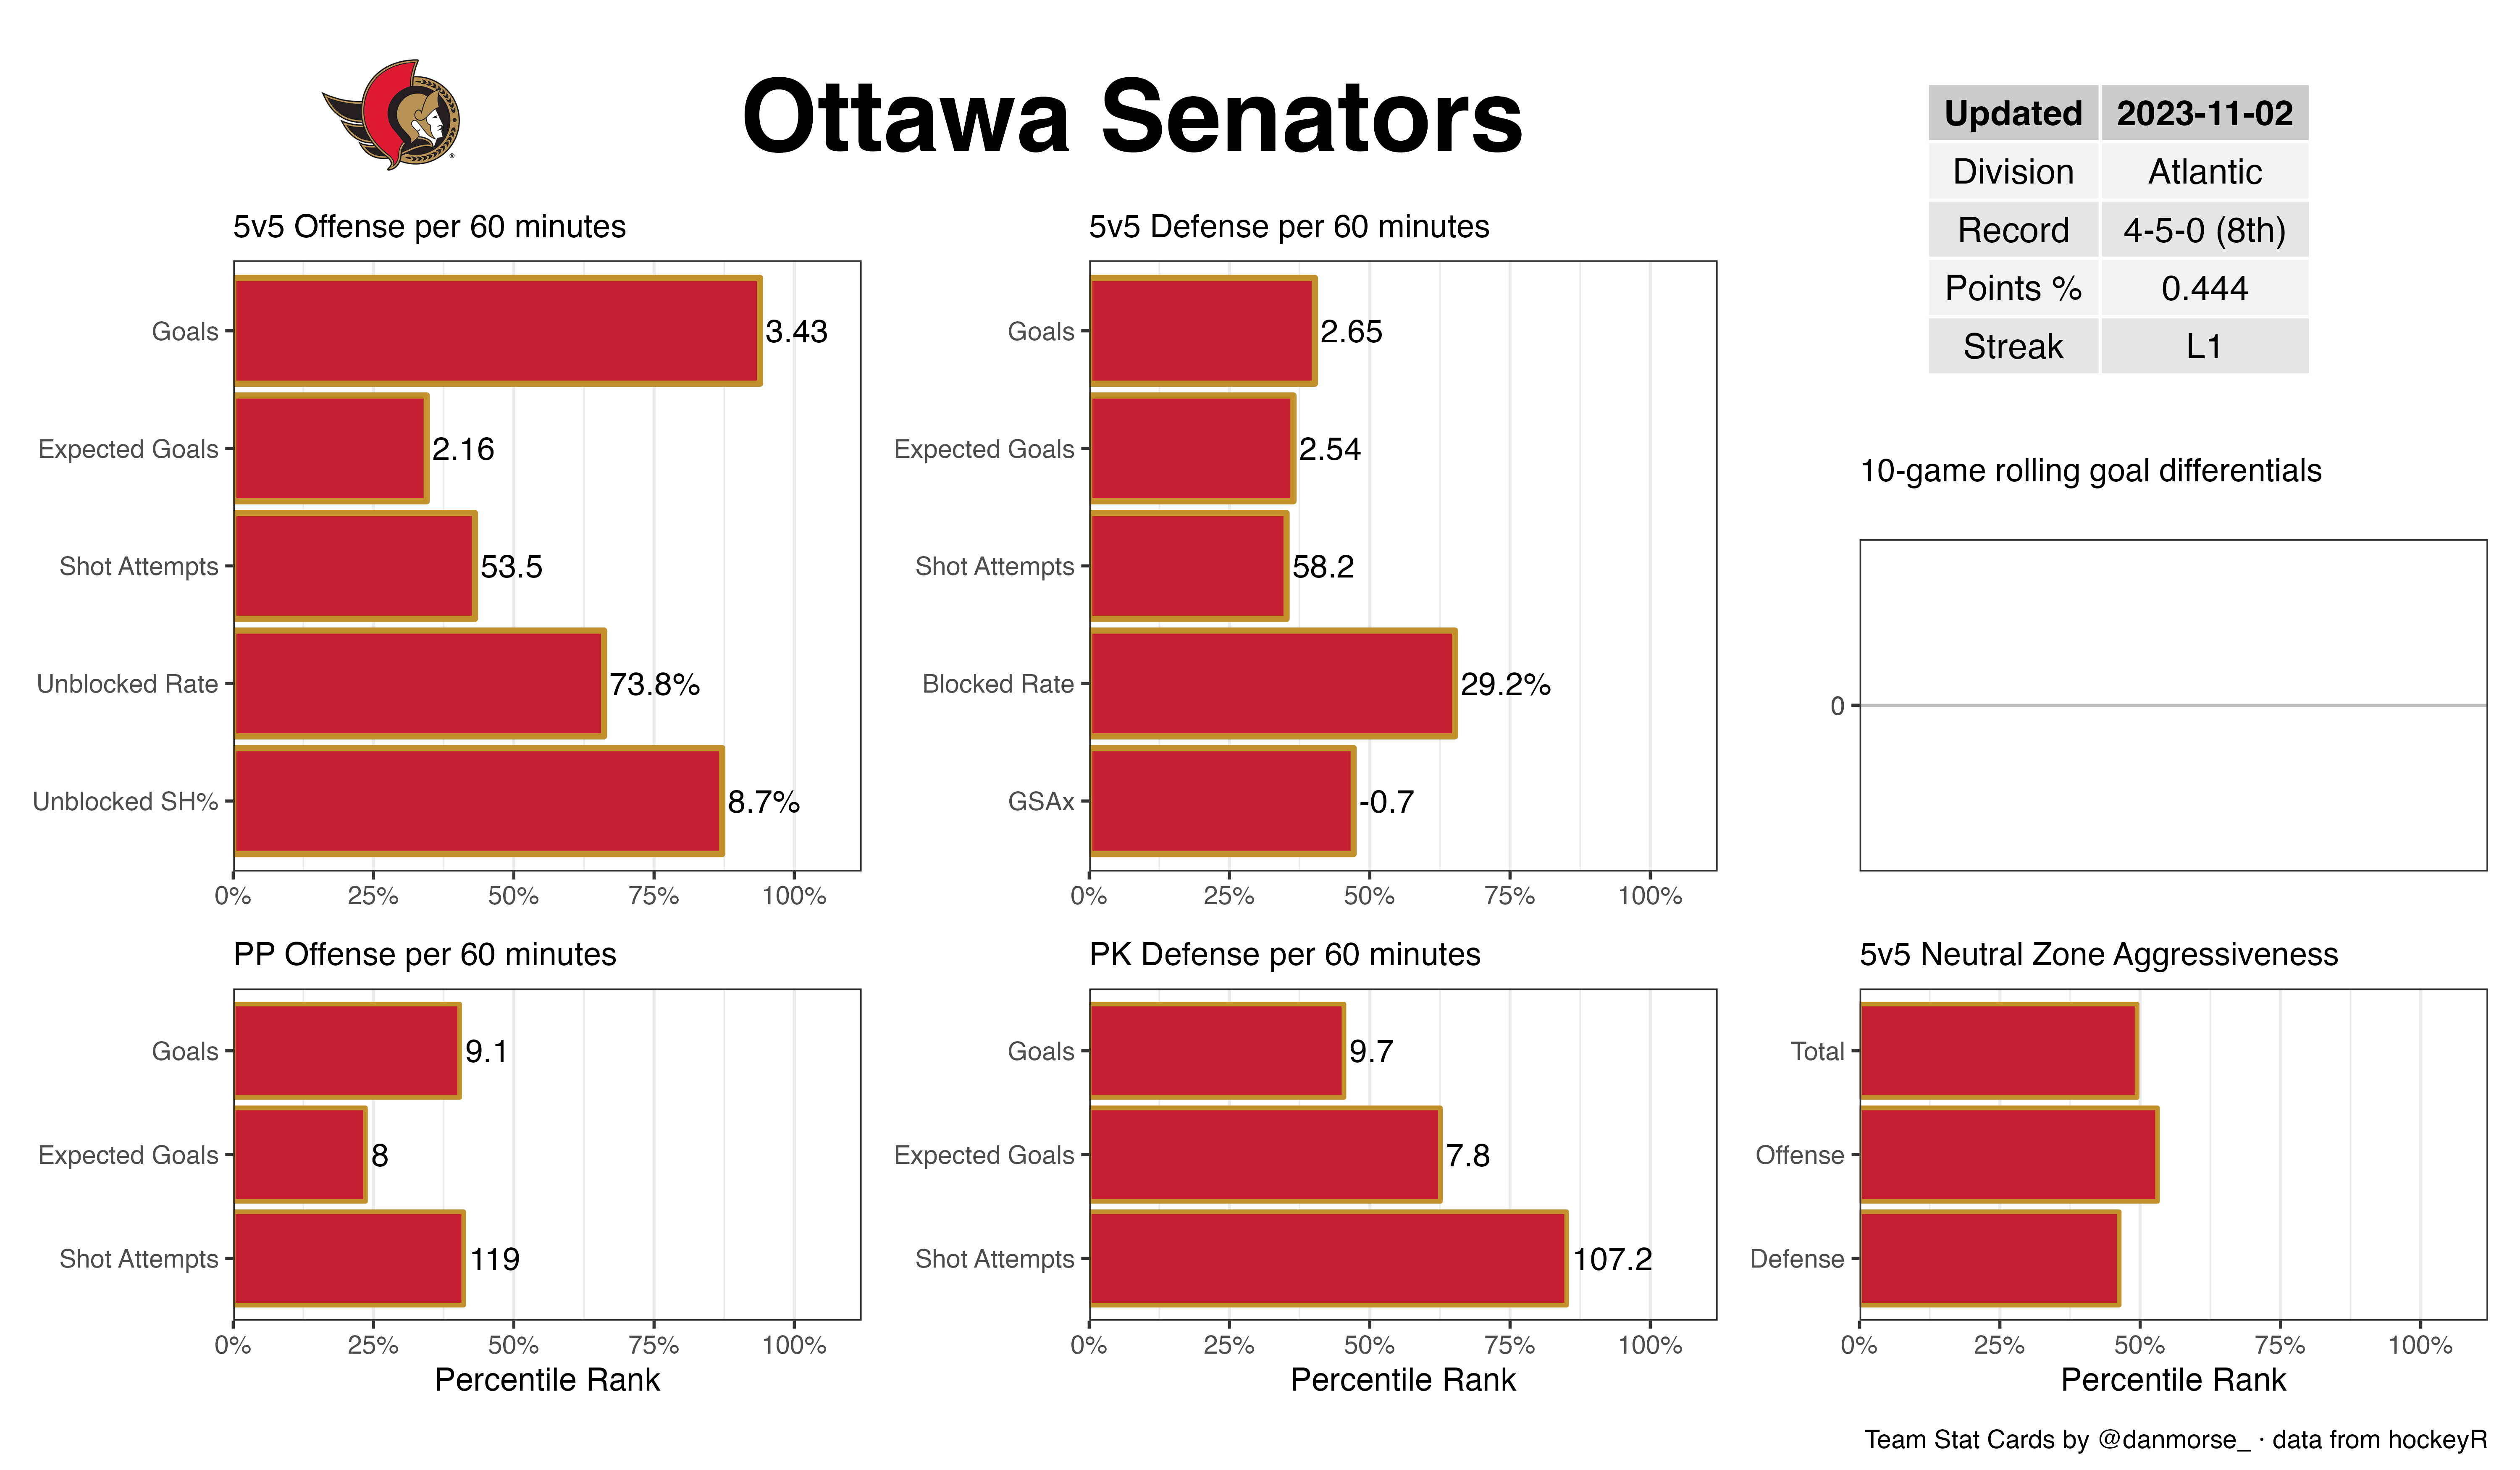 Ottawa Senators
Updated 2023-11-02
Division Atlantic
Record 4-5-0 (8th)
Points % 0.444
Streak L1
5v5 Offense per 60 minutes
Goals 3.43
Expected Goals 2.16
Shot Attempts 53.5
Unblocked Rate 73.8%
Unblocked SH% 8.7%
0% 25% 50% 75% 100%
5v5 Defense per 60 minutes
Goals 2.65
Expected Goals 2.54
Shot Attempts 58.2
Blocked Rate 29.2%
GSAx -0.7
0% 25% 50% 75% 100%
10-game rolling goal differentials
0
PP Offense per 60 minutes
Goals 9.1
Expected Goals 8
Shot Attempts 119
0% 25% 50% 75% 100%
Percentile Rank
PK Defense per 60 minutes
Goals 9.7
Expected Goals 7.8
Shot Attempts 107.2
0% 25% 50% 75% 100%
Percentile Rank
5v5 Neutral Zone Aggressiveness
Total
Offense
Defense
0% 25% 50% 75% 100%
Percentile Rank
Team Stat Cards by @danmorse_ · data from hockeyR